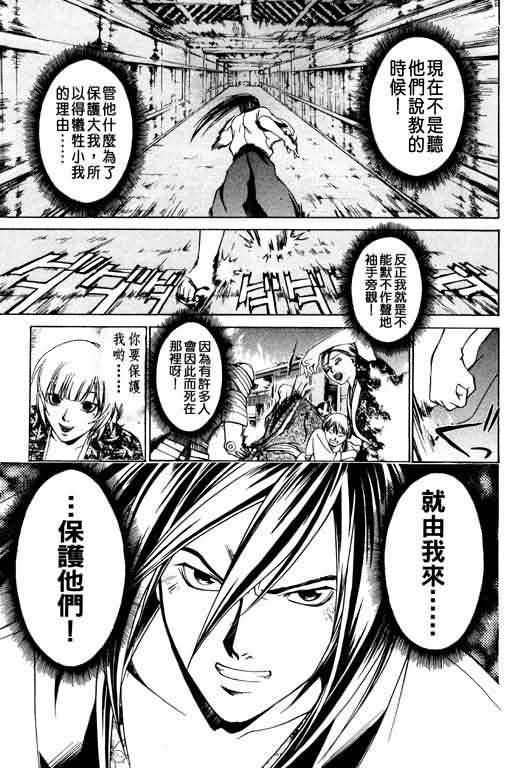 現在不是聽
他們說教的
時候！
管他什麼為了
保護大我，所
以得犧牲小我
的理由……
反正我就是不
能默不作聲地
袖手旁觀！
因為有許多人
會因此而死在
那裡呀！
你要保護
我喲……
就由我來……
…保護他們！